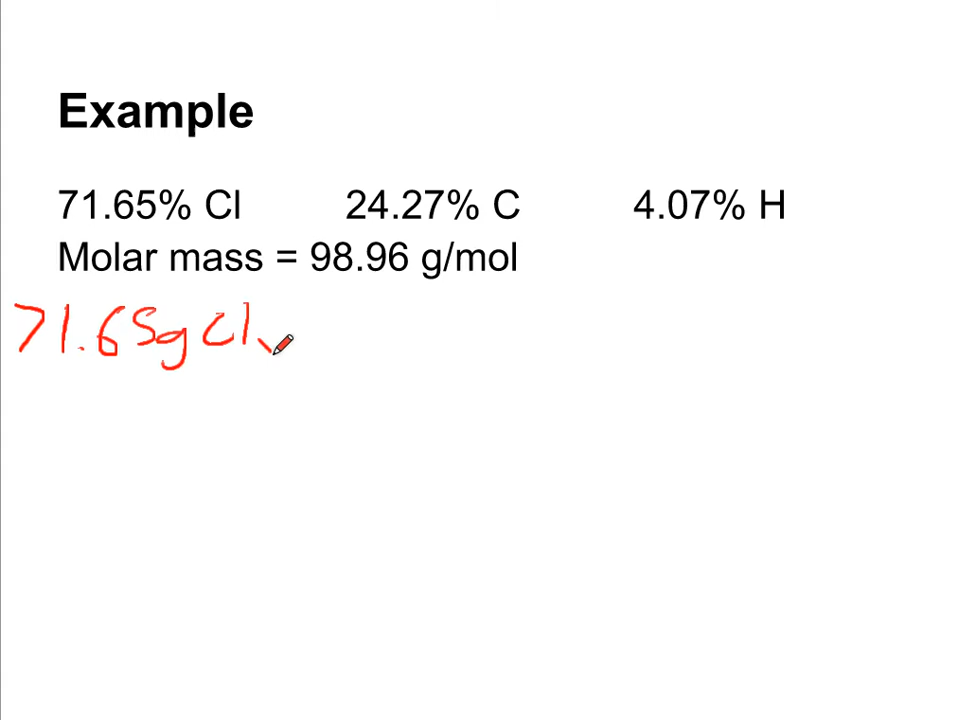 Example
71.65% Cl 24.27% C 4.07% H
Molar mass = 98.96 g/mol
71.65g Cl